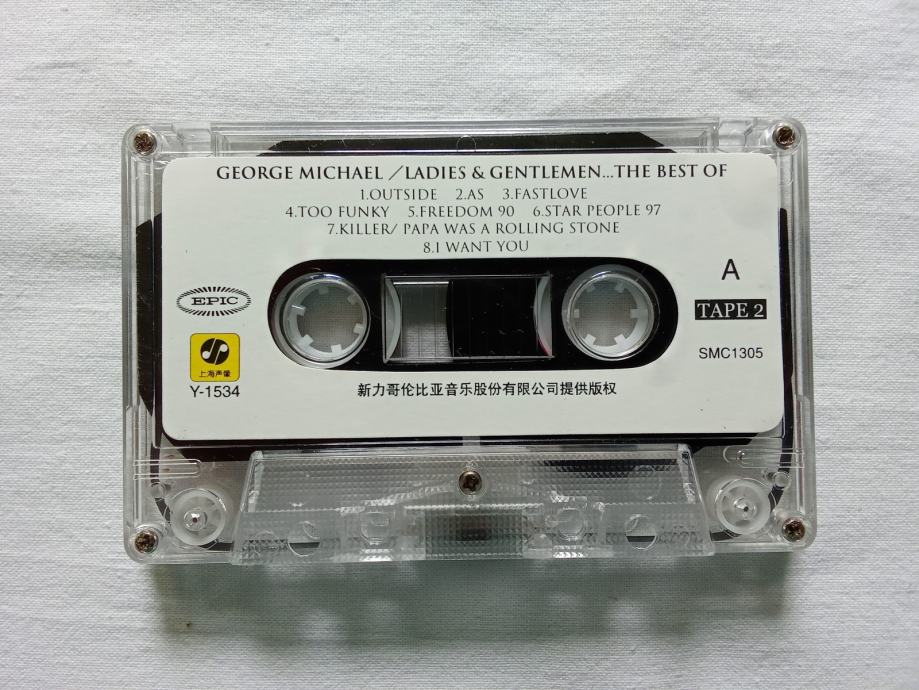 GEORGE MICHAEL ／LADIES & GENTLEMEN...THE BEST OF
1.OUTSIDE 2.AS 3.FASTLOVE
4.TOO FUNKY 5.FREEDOM 90 6.STAR PEOPLE 97
7.KILLER/ PAPA WAS A ROLLING STONE
8.I WANT YOU
A
EPIC
TAPE 2
上海声像
SMC1305
Y-1534
新力哥伦比亚音乐股份有限公司提供版权